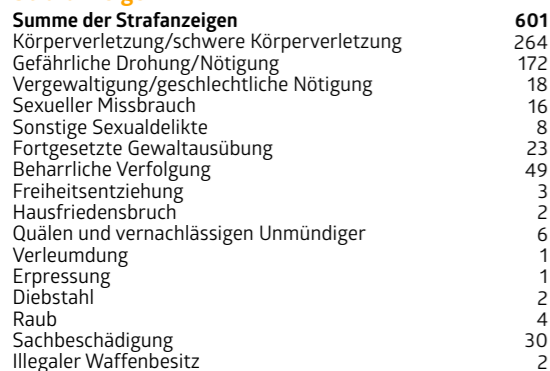 Summe der Strafanzeigen 601
Körperverletzung/schwere Körperverletzung 264
Gefährliche Drohung/Nötigung 172
Vergewaltigung/geschlechtliche Nötigung 18
Sexueller Missbrauch 16
Sonstige Sexualdelikte 8
Fortgesetzte Gewaltausübung 23
Beharrliche Verfolgung 49
Freiheitsentziehung 3
Hausfriedensbruch 2
Quälen und vernachlässigen Unmündiger 6
Verleumdung 1
Erpressung 1
Diebstahl 2
Raub 4
Sachbeschädigung 30
Illegaler Waffenbesitz 2